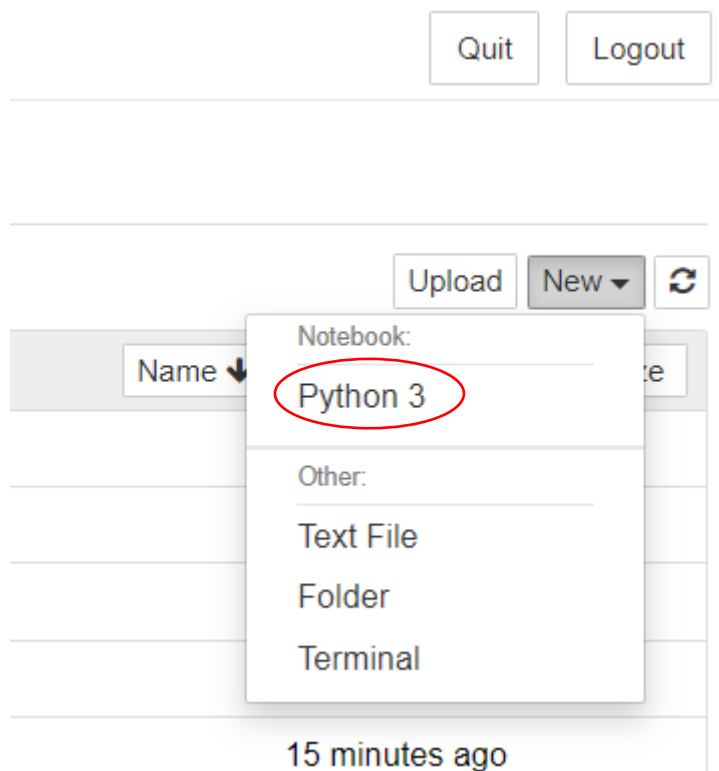 Quit Logout
Upload New
Notebook:
Name
Python 3
Other:
Text File
Folder
Terminal
15 minutes ago